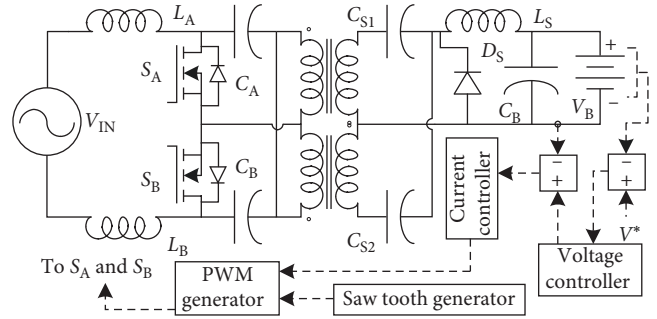 L_A
C_S1
L_S
S_A
C_A
D_S
+
V_IN
C_B
V_B
−
S_B
C_B
−
+
−
+
L_B
C_S2
Current
controller
V*
To S_A and S_B
PWM
generator
Saw tooth generator
Voltage
controller